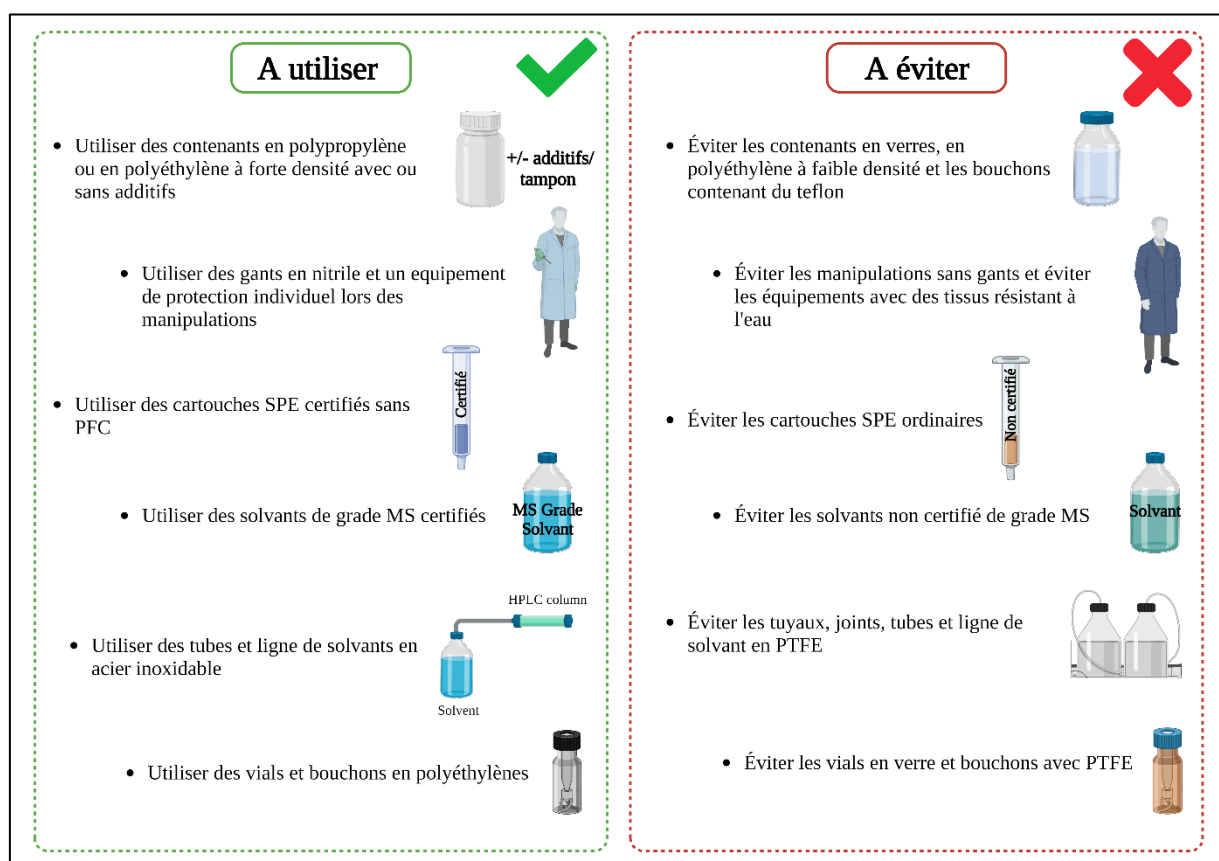 A utiliser
• Utiliser des contenants en polypropylène
ou en polyéthylène à forte densité avec ou
sans additifs
+/- additifs/
tampon
• Utiliser des gants en nitrile et un equipement
de protection individuel lors des
manipulations
• Utiliser des cartouches SPE certifiés sans
PFC
Certifié
• Utiliser des solvants de grade MS certifiés
MS Grade
Solvant
HPLC column
• Utiliser des tubes et ligne de solvants en
acier inoxidable
Solvent
• Utiliser des vials et bouchons en polyéthylènes
A éviter
• Éviter les contenants en verres, en
polyéthylène à faible densité et les bouchons
contenant du teflon
• Éviter les manipulations sans gants et éviter
les équipements avec des tissus résistant à
l'eau
• Éviter les cartouches SPE ordinaires
Non certifié
• Éviter les solvants non certifié de grade MS
Solvant
• Éviter les tuyaux, joints, tubes et ligne de
solvant en PTFE
• Éviter les vials en verre et bouchons avec PTFE